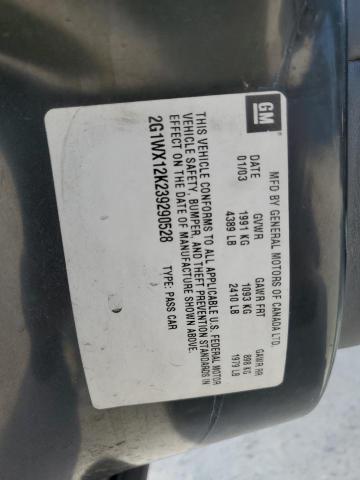 GM
MFD BY GENERAL MOTORS OF CANADA LTD.
DATE GVWR GAWR FRT GAWR RR
01/03 1991 KG 1093 KG 898 KG
4389 LB 2410 LB 1979 LB
THIS VEHICLE CONFORMS TO ALL APPLICABLE U.S. FEDERAL MOTOR
VEHICLE SAFETY, BUMPER, AND THEFT PREVENTION STANDARDS IN
EFFECT ON THE DATE OF MANUFACTURE SHOWN ABOVE.
2G1WX12K239290528 TYPE: PASS CAR